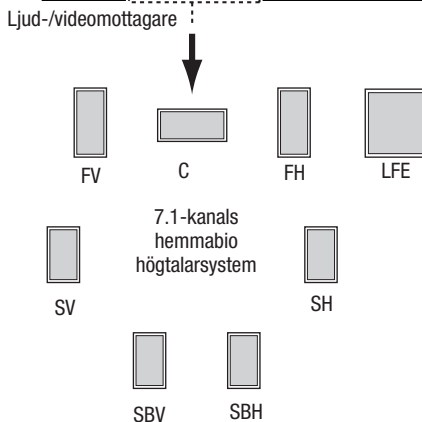 Ljud-/videomottagare
FV
C
FH
LFE
7.1-kanals
hemmabio
högtalarsystem
SV
SH
SBV
SBH